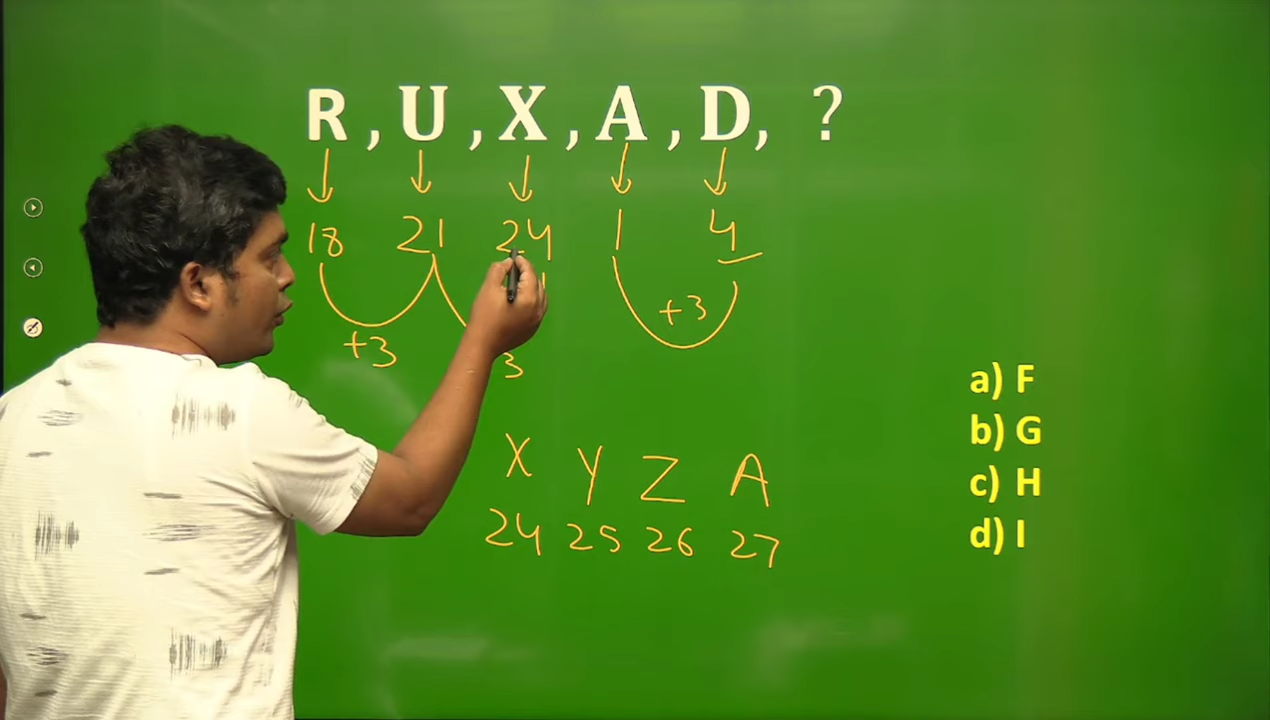 R , U , X , A , D , ?
18 21 24 1 4
+3 3 +3
X Y Z A
24 25 26 27
a) F
b) G
c) H
d) I